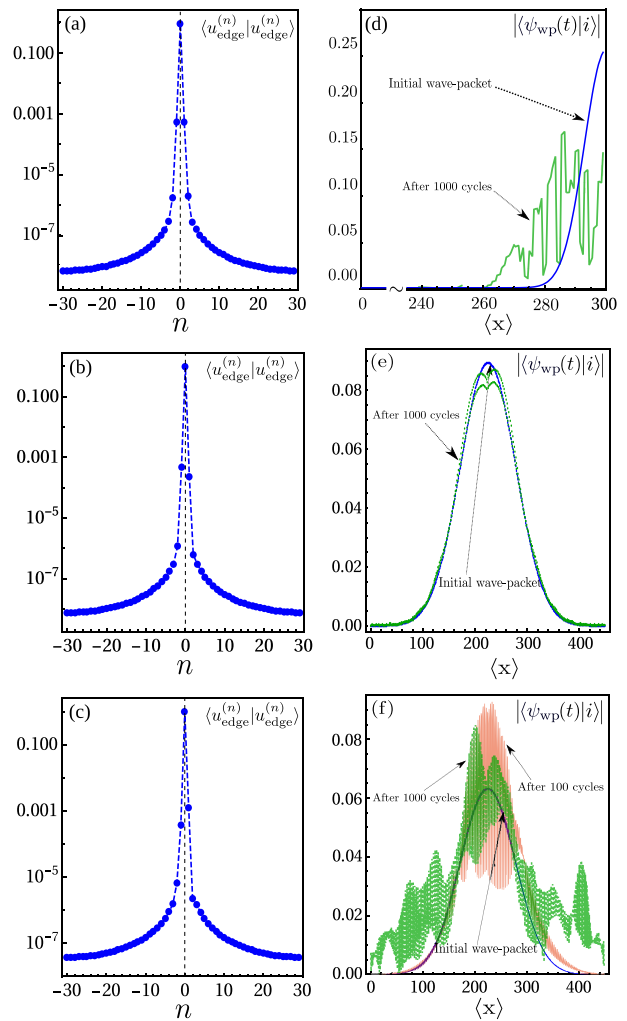 (a)
⟨u_edge^(n)|u_edge^(n)⟩
0.100
0.001
10^-5
10^-7
-30 -20 -10 0 10 20 30
n
(d)
|⟨ψ_wp(t)|i⟩|
0.25
0.20
0.15
0.10
0.05
0.00
Initial wave-packet
After 1000 cycles
0 ~ 240 260 280 300
⟨x⟩
(b)
⟨u_edge^(n)|u_edge^(n)⟩
0.100
0.001
10^-5
10^-7
-30 -20 -10 0 10 20 30
n
(e)
|⟨ψ_wp(t)|i⟩|
0.08
0.06
0.04
0.02
0.00
After 1000 cycles
Initial wave-packet
0 100 200 300 400
⟨x⟩
(c)
⟨u_edge^(n)|u_edge^(n)⟩
0.100
0.001
10^-5
10^-7
-30 -20 -10 0 10 20 30
n
(f)
|⟨ψ_wp(t)|i⟩|
0.08
0.06
0.04
0.02
0.00
After 1000 cycles
After 100 cycles
Initial wave-packet
0 100 200 300 400
⟨x⟩